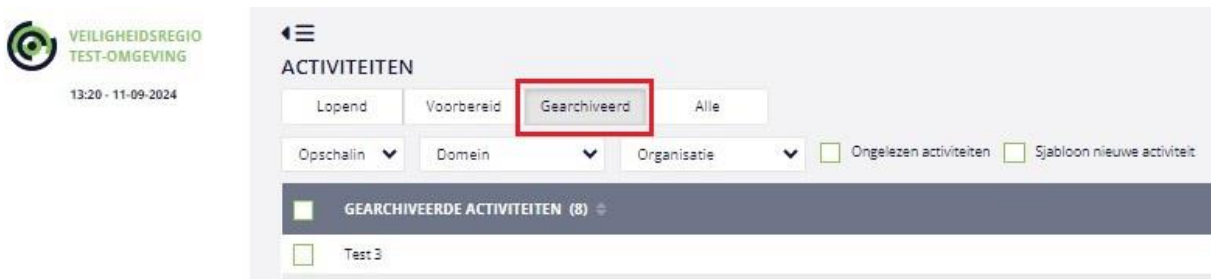 VEILIGHEIDSREGIO
TEST-OMGEVING
13:20 - 11-09-2024
ACTIVITEITEN
Lopend Voorbereid Gearchiveerd Alle
Opschalin Domein Organisatie Ongelezen activiteiten Sjabloon nieuwe activiteit
GEARCHIVEERDE ACTIVITEITEN (8)
Test 3